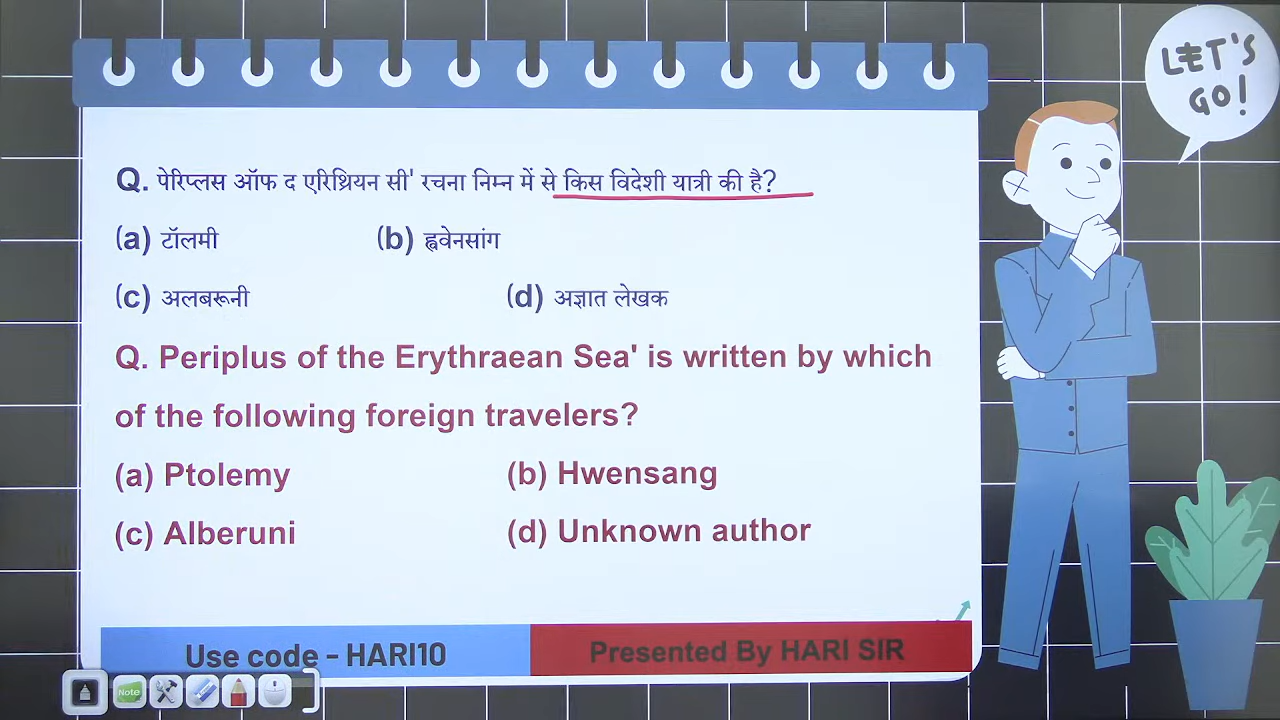 LET'S
GO!
Q. पेरिप्लस ऑफ द एरिथ्रियन सी' रचना निम्न में से किस विदेशी यात्री की है?
(a) टॉलमी (b) ह्ववेनसांग
(c) अलबरूनी (d) अज्ञात लेखक
Q. Periplus of the Erythraean Sea' is written by which
of the following foreign travelers?
(a) Ptolemy (b) Hwensang
(c) Alberuni (d) Unknown author
Use code - HARI10 Presented By HARI SIR
Note